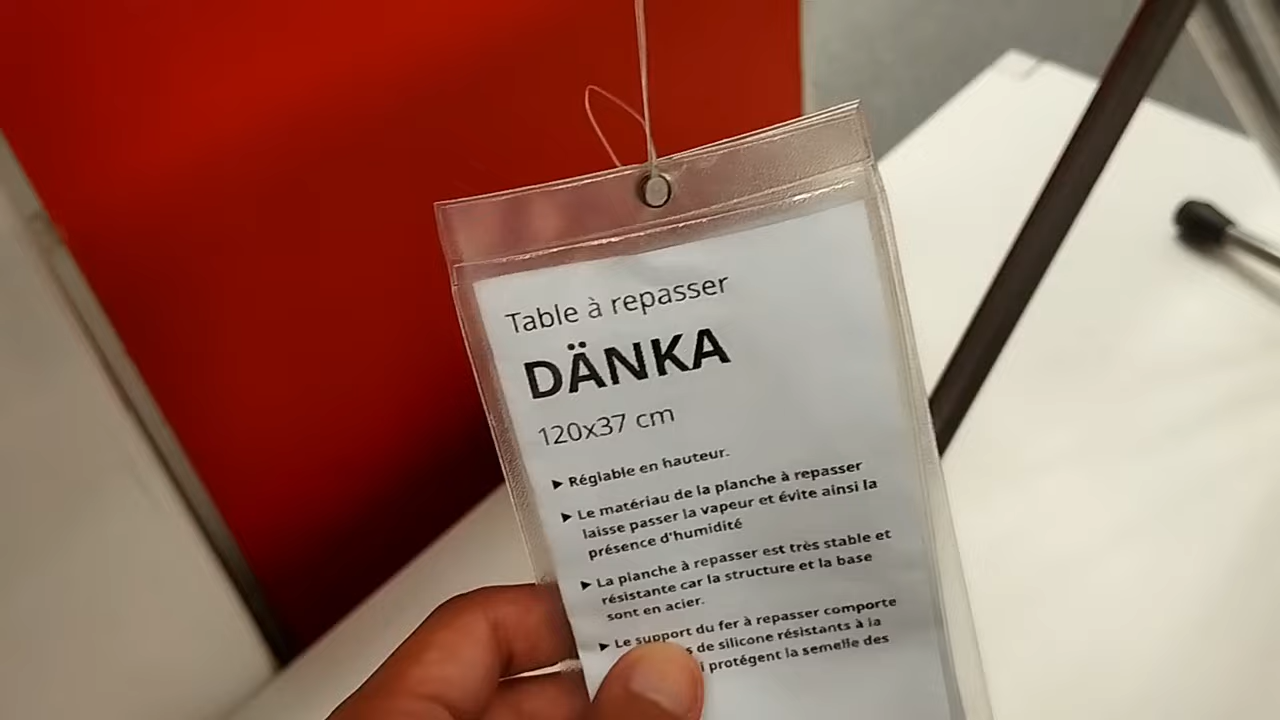 Table à repasser
DÄNKA
120x37 cm
▶ Réglable en hauteur.
▶ Le matériau de la planche à repasser
laisse passer la vapeur et évite ainsi la
présence d'humidité
▶ La planche à repasser est très stable et
résistante car la structure et la base
sont en acier.
▶ Le support du fer à repasser comporte
de silicone résistants à la
protégent la semelle des